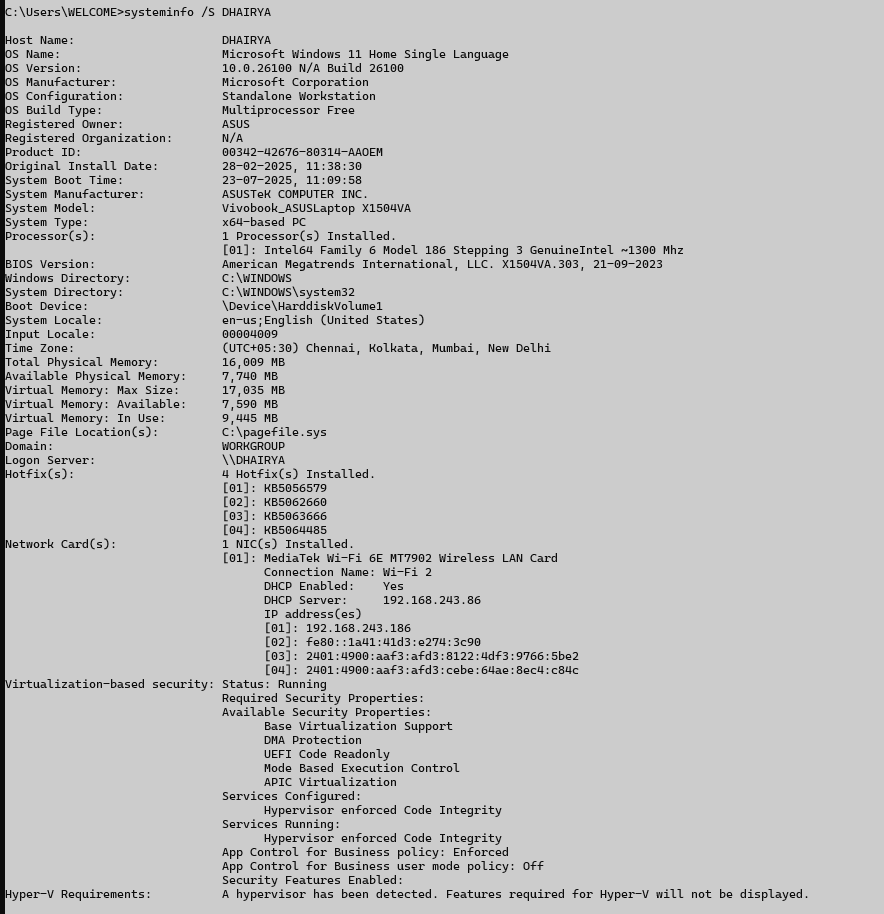 C:\Users\WELCOME>systeminfo /S DHAIRYA
Host Name: DHAIRYA
OS Name: Microsoft Windows 11 Home Single Language
OS Version: 10.0.26100 N/A Build 26100
OS Manufacturer: Microsoft Corporation
OS Configuration: Standalone Workstation
OS Build Type: Multiprocessor Free
Registered Owner: ASUS
Registered Organization: N/A
Product ID: 00342-42676-80314-AAOEM
Original Install Date: 28-02-2025, 11:38:30
System Boot Time: 23-07-2025, 11:09:58
System Manufacturer: ASUSTeK COMPUTER INC.
System Model: Vivobook_ASUSLaptop X1504VA
System Type: x64-based PC
Processor(s): 1 Processor(s) Installed.
[01]: Intel64 Family 6 Model 186 Stepping 3 GenuineIntel ~1300 Mhz
BIOS Version: American Megatrends International, LLC. X1504VA.303, 21-09-2023
Windows Directory: C:\WINDOWS
System Directory: C:\WINDOWS\system32
Boot Device: \Device\HarddiskVolume1
System Locale: en-us;English (United States)
Input Locale: 00004009
Time Zone: (UTC+05:30) Chennai, Kolkata, Mumbai, New Delhi
Total Physical Memory: 16,009 MB
Available Physical Memory: 7,740 MB
Virtual Memory: Max Size: 17,035 MB
Virtual Memory: Available: 7,590 MB
Virtual Memory: In Use: 9,445 MB
Page File Location(s): C:\pagefile.sys
Domain: WORKGROUP
Logon Server: \\DHAIRYA
Hotfix(s): 4 Hotfix(s) Installed.
[01]: KB5056579
[02]: KB5062660
[03]: KB5063666
[04]: KB5064485
Network Card(s): 1 NIC(s) Installed.
[01]: MediaTek Wi-Fi 6E MT7902 Wireless LAN Card
Connection Name: Wi-Fi 2
DHCP Enabled: Yes
DHCP Server: 192.168.243.86
IP address(es)
[01]: 192.168.243.186
[02]: fe80::1a41:41d3:e274:3c90
[03]: 2401:4900:aaf3:afd3:8122:4df3:9766:5be2
[04]: 2401:4900:aaf3:afd3:cebe:64ae:8ec4:c84c
Virtualization-based security: Status: Running
Required Security Properties:
Available Security Properties:
Base Virtualization Support
DMA Protection
UEFI Code Readonly
Mode Based Execution Control
APIC Virtualization
Services Configured:
Hypervisor enforced Code Integrity
Services Running:
Hypervisor enforced Code Integrity
App Control for Business policy: Enforced
App Control for Business user mode policy: Off
Security Features Enabled:
Hyper-V Requirements: A hypervisor has been detected. Features required for Hyper-V will not be displayed.